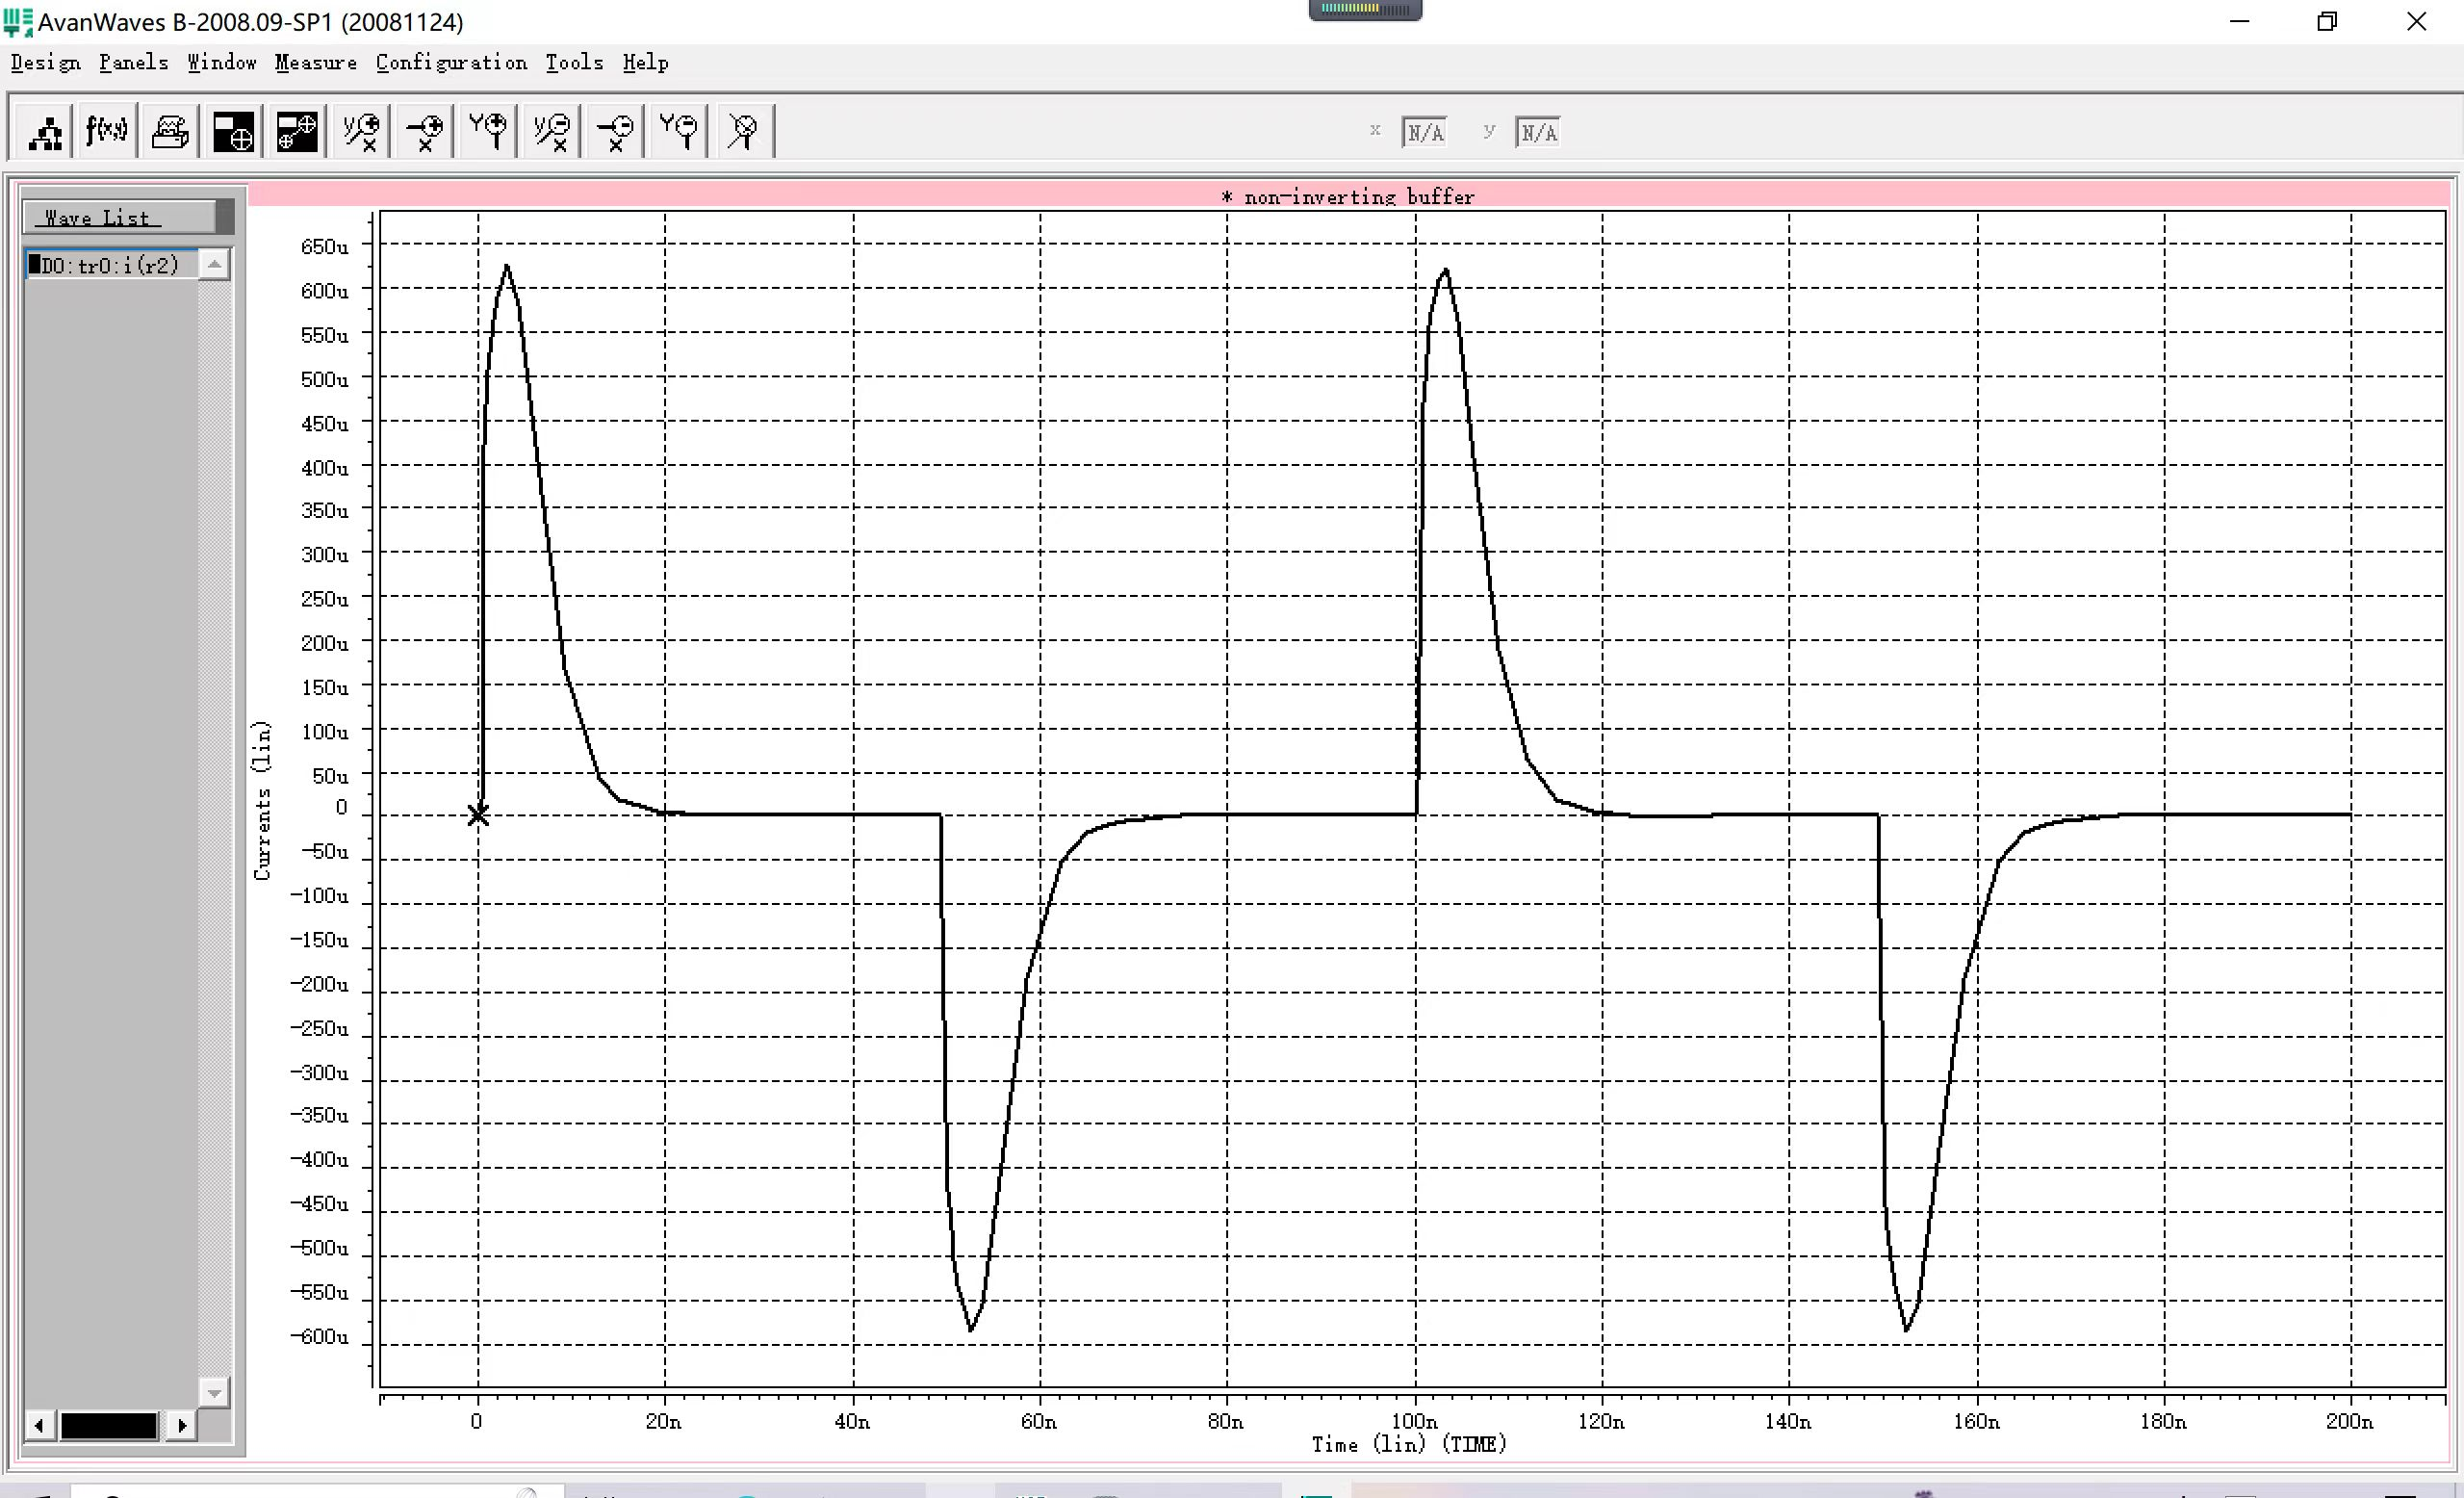 AvanWaves B-2008.09-SP1 (20081124)
Design Panels Window Measure Configuration Tools Help
f(x,y) x N/A y N/A
* non-inverting buffer
Wave List
D0:tr0:i(r2)
Currents (lin)
650u
600u
550u
500u
450u
400u
350u
300u
250u
200u
150u
100u
50u
0
-50u
-100u
-150u
-200u
-250u
-300u
-350u
-400u
-450u
-500u
-550u
-600u
0 20n 40n 60n 80n 100n 120n 140n 160n 180n 200n
Time (lin) (TIME)